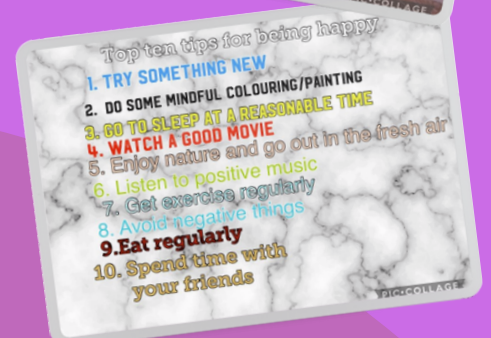 PIC•COLLAGE
Top ten tips for being happy
1. TRY SOMETHING NEW
2. DO SOME MINDFUL COLOURING/PAINTING
3. GO TO SLEEP AT A REASONABLE TIME
4. WATCH A GOOD MOVIE
5. Enjoy nature and go out in the fresh air
6. Listen to positive music
7. Get exercise regularly
8. Avoid negative things
9.Eat regularly
10. Spend time with
your friends
PIC•COLLAGE